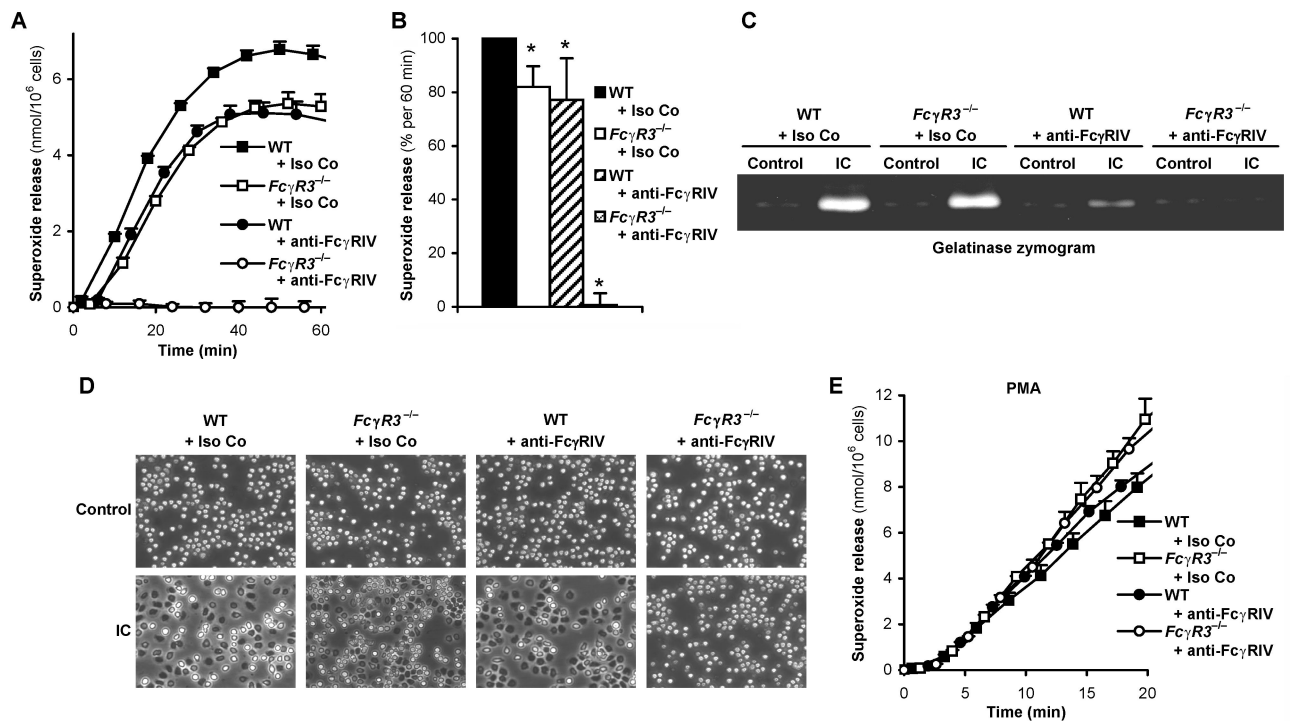 A
Superoxide release (nmol/10⁶ cells)
6
4
2
0
0 20 40 60
Time (min)
WT
+ Iso Co
FcγR3⁻/⁻
+ Iso Co
WT
+ anti-FcγRIV
FcγR3⁻/⁻
+ anti-FcγRIV
B
Superoxide release (% per 60 min)
100
80
60
40
20
0
* * *
WT
+ Iso Co
FcγR3⁻/⁻
+ Iso Co
WT
+ anti-FcγRIV
FcγR3⁻/⁻
+ anti-FcγRIV
C
WT FcγR3⁻/⁻ WT FcγR3⁻/⁻
+ Iso Co + Iso Co + anti-FcγRIV + anti-FcγRIV
Control IC Control IC Control IC Control IC
Gelatinase zymogram
D
WT FcγR3⁻/⁻ WT FcγR3⁻/⁻
+ Iso Co + Iso Co + anti-FcγRIV + anti-FcγRIV
Control
IC
E
PMA
Superoxide release (nmol/10⁶ cells)
12
10
8
6
4
2
0
0 5 10 15 20
Time (min)
WT
+ Iso Co
FcγR3⁻/⁻
+ Iso Co
WT
+ anti-FcγRIV
FcγR3⁻/⁻
+ anti-FcγRIV